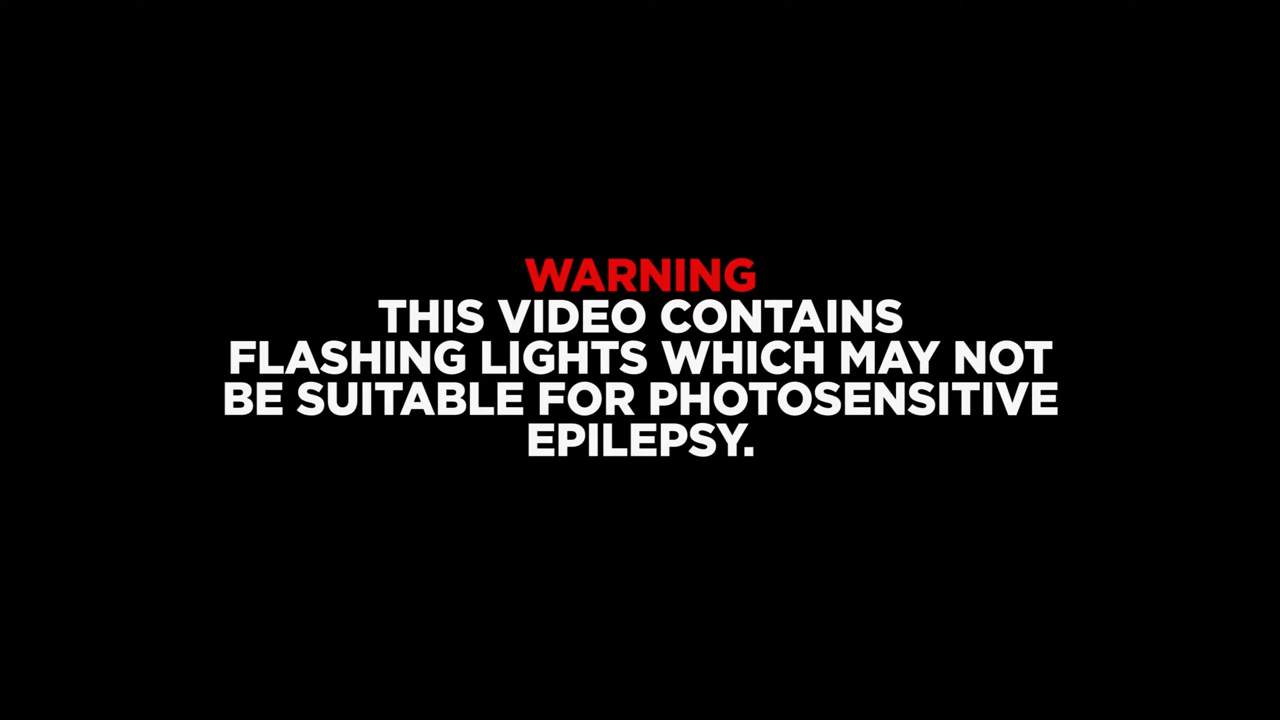 WARNING
THIS VIDEO CONTAINS
FLASHING LIGHTS WHICH MAY NOT
BE SUITABLE FOR PHOTOSENSITIVE
EPILEPSY.